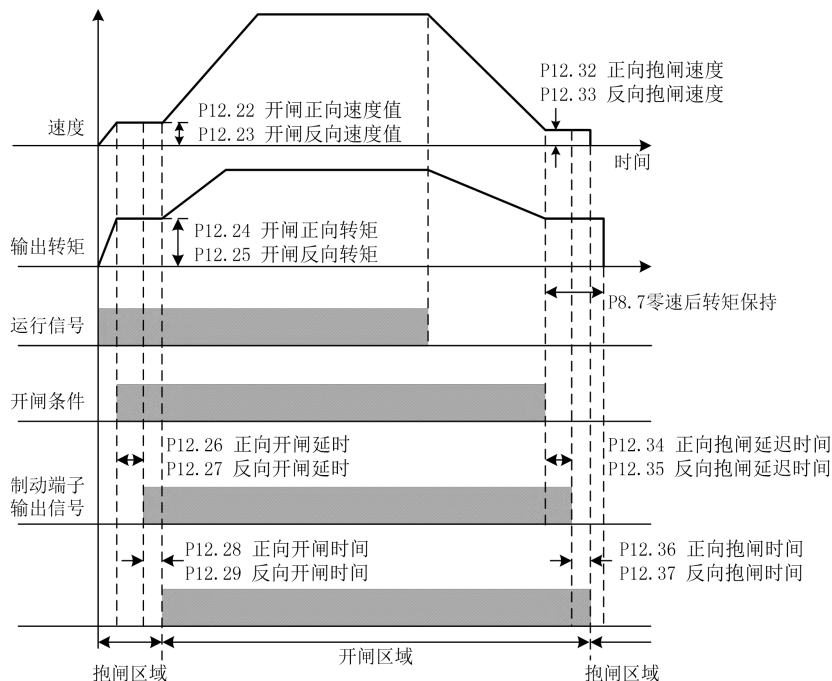 P12.32 正向抱闸速度
P12.33 反向抱闸速度
P12.22 开闸正向速度值
P12.23 开闸反向速度值
速度
时间
P12.24 开闸正向转矩
P12.25 开闸反向转矩
输出转矩
P8.7零速后转矩保持
运行信号
开闸条件
P12.26 正向开闸延时
P12.27 反向开闸延时
P12.34 正向抱闸延迟时间
P12.35 反向抱闸延迟时间
制动端子
输出信号
P12.28 正向开闸时间
P12.29 反向开闸时间
P12.36 正向抱闸时间
P12.37 反向抱闸时间
抱闸区域
开闸区域
抱闸区域